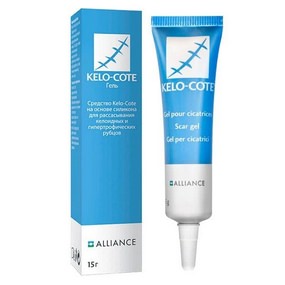 KELO-COTE
Гель
Средство Kelo-Cote
на основе силикона
для рассасывания
келоидных и
гипертрофических
рубцов
ALLIANCE
15 г
KELO-COTE
Gel pour cicatrices
Scar gel
Gel per cicatrici
ALLIANCE